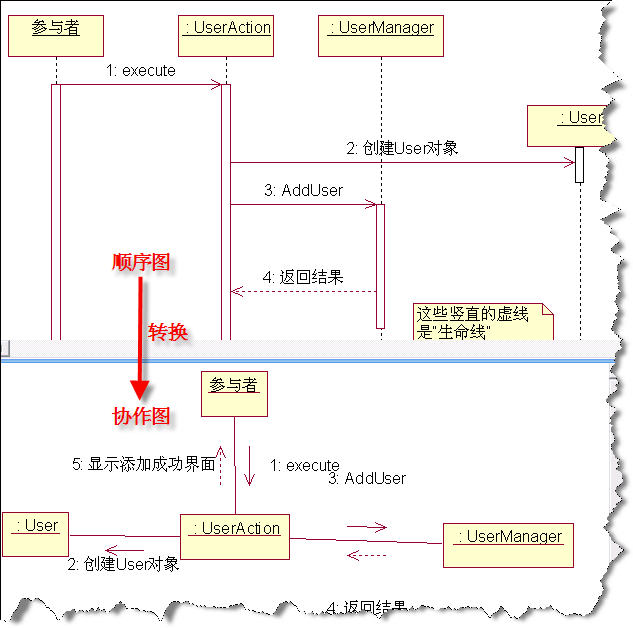 参与者
: UserAction
: UserManager
1: execute
: User
2: 创建User对象
3: AddUser
顺序图
4: 返回结果
这些竖直的虚线
是"生命线"
转换
参与者
协作图
5: 显示添加成功界面
1: execute
3: AddUser
: User
: UserAction
: UserManager
2: 创建User对象
4: 返回结果